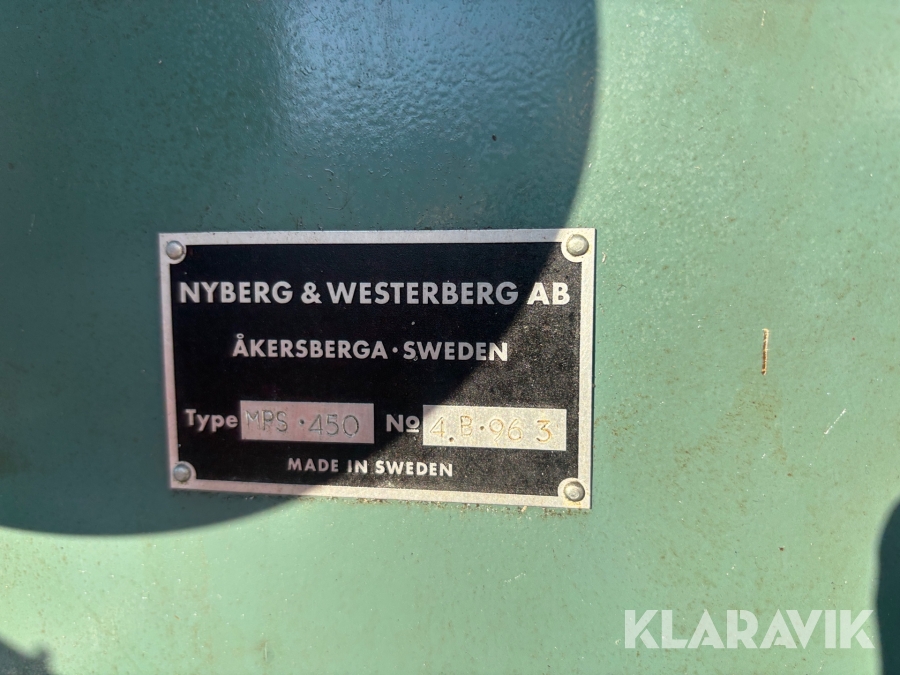 NYBERG & WESTERBERG AB
ÅKERSBERGA · SWEDEN
Type MPS · 450 No 4.B · 96 3
MADE IN SWEDEN
KLARAVIK